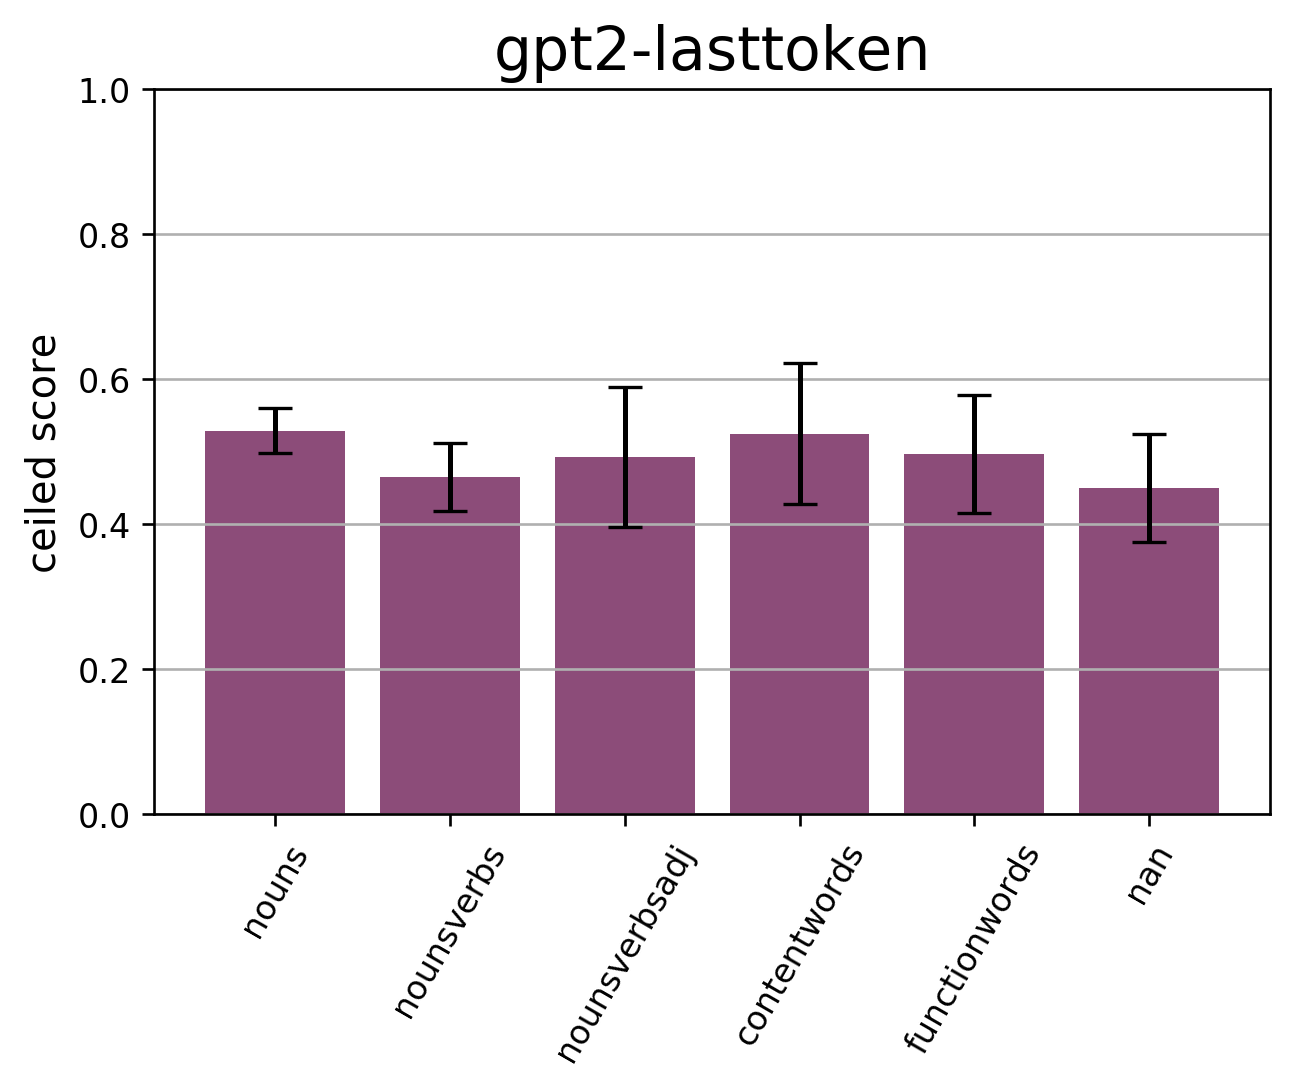 gpt2-lasttoken
1.0
0.8
0.6
0.4
0.2
0.0
ceiled score
nouns
nounsverbs
nounsverbsadj
contentwords
functionwords
nan